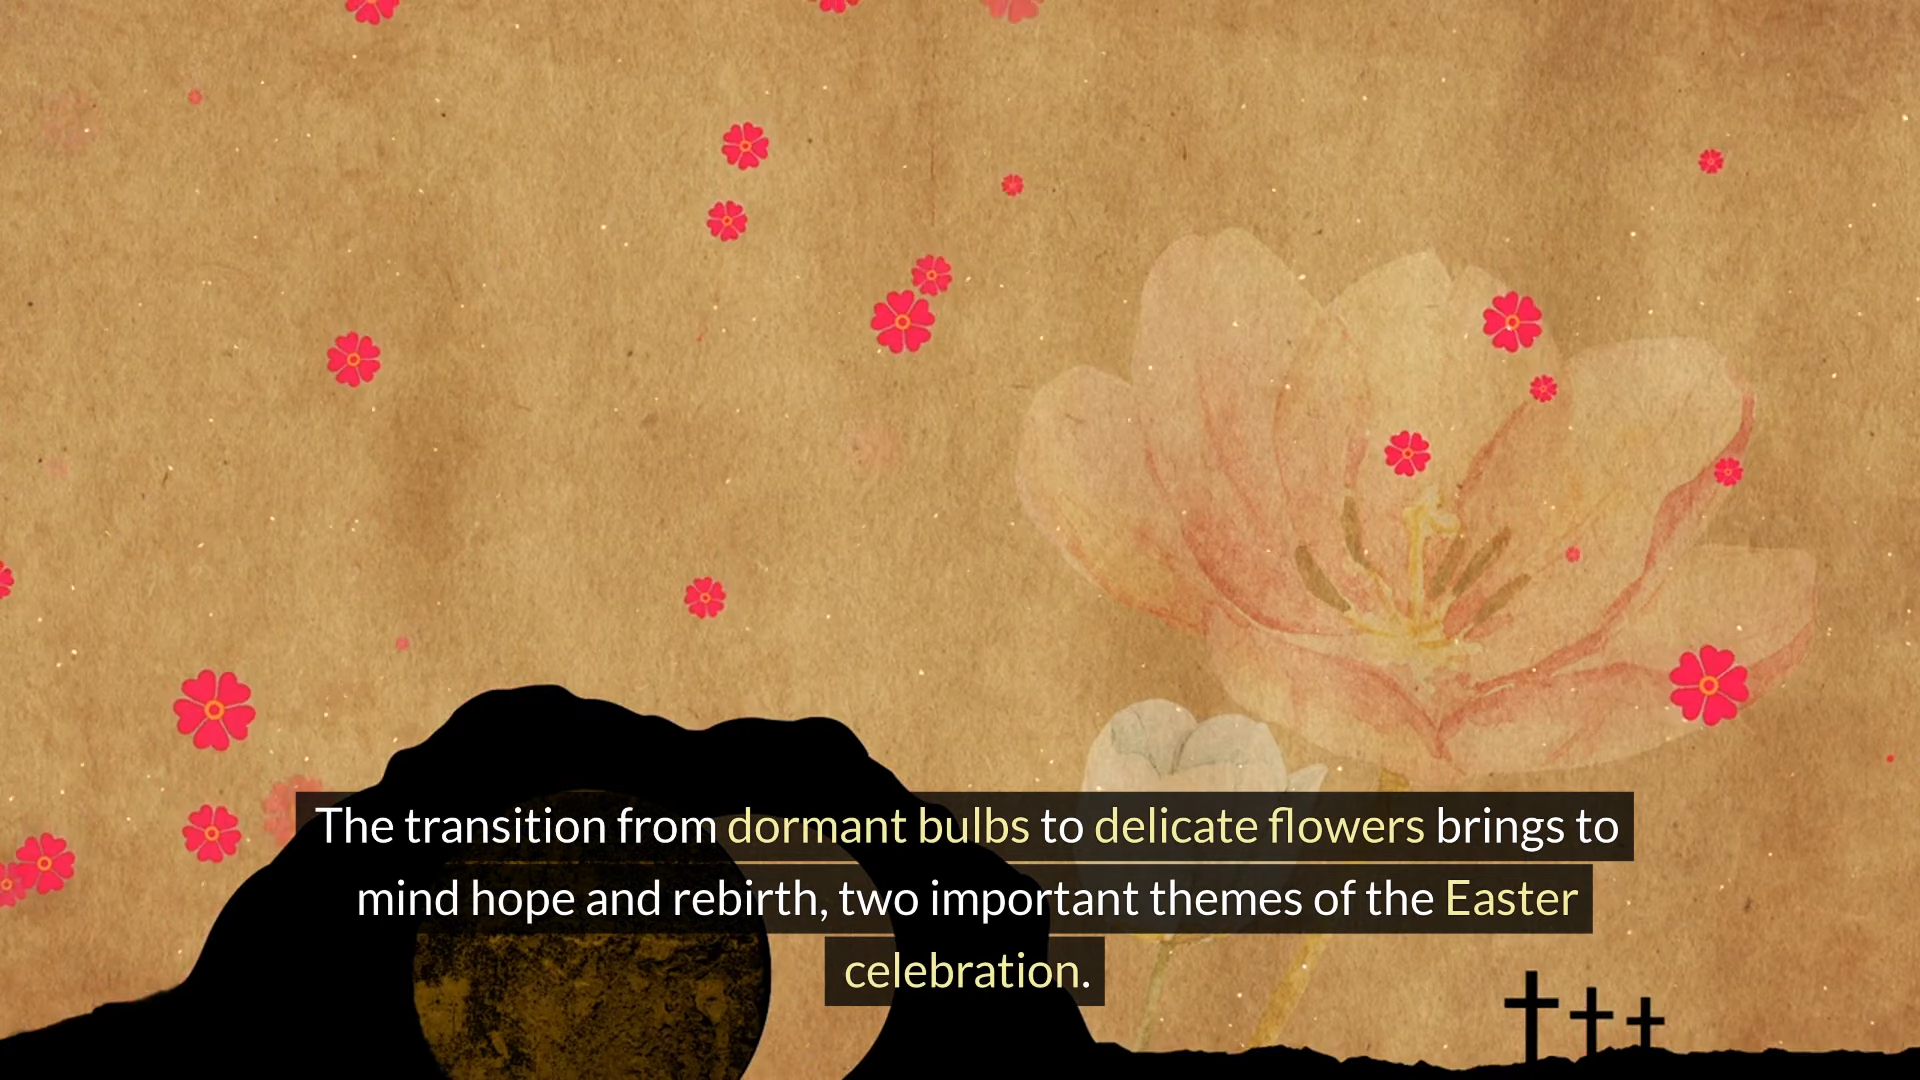 The transition from dormant bulbs to delicate flowers brings to
mind hope and rebirth, two important themes of the Easter
celebration.